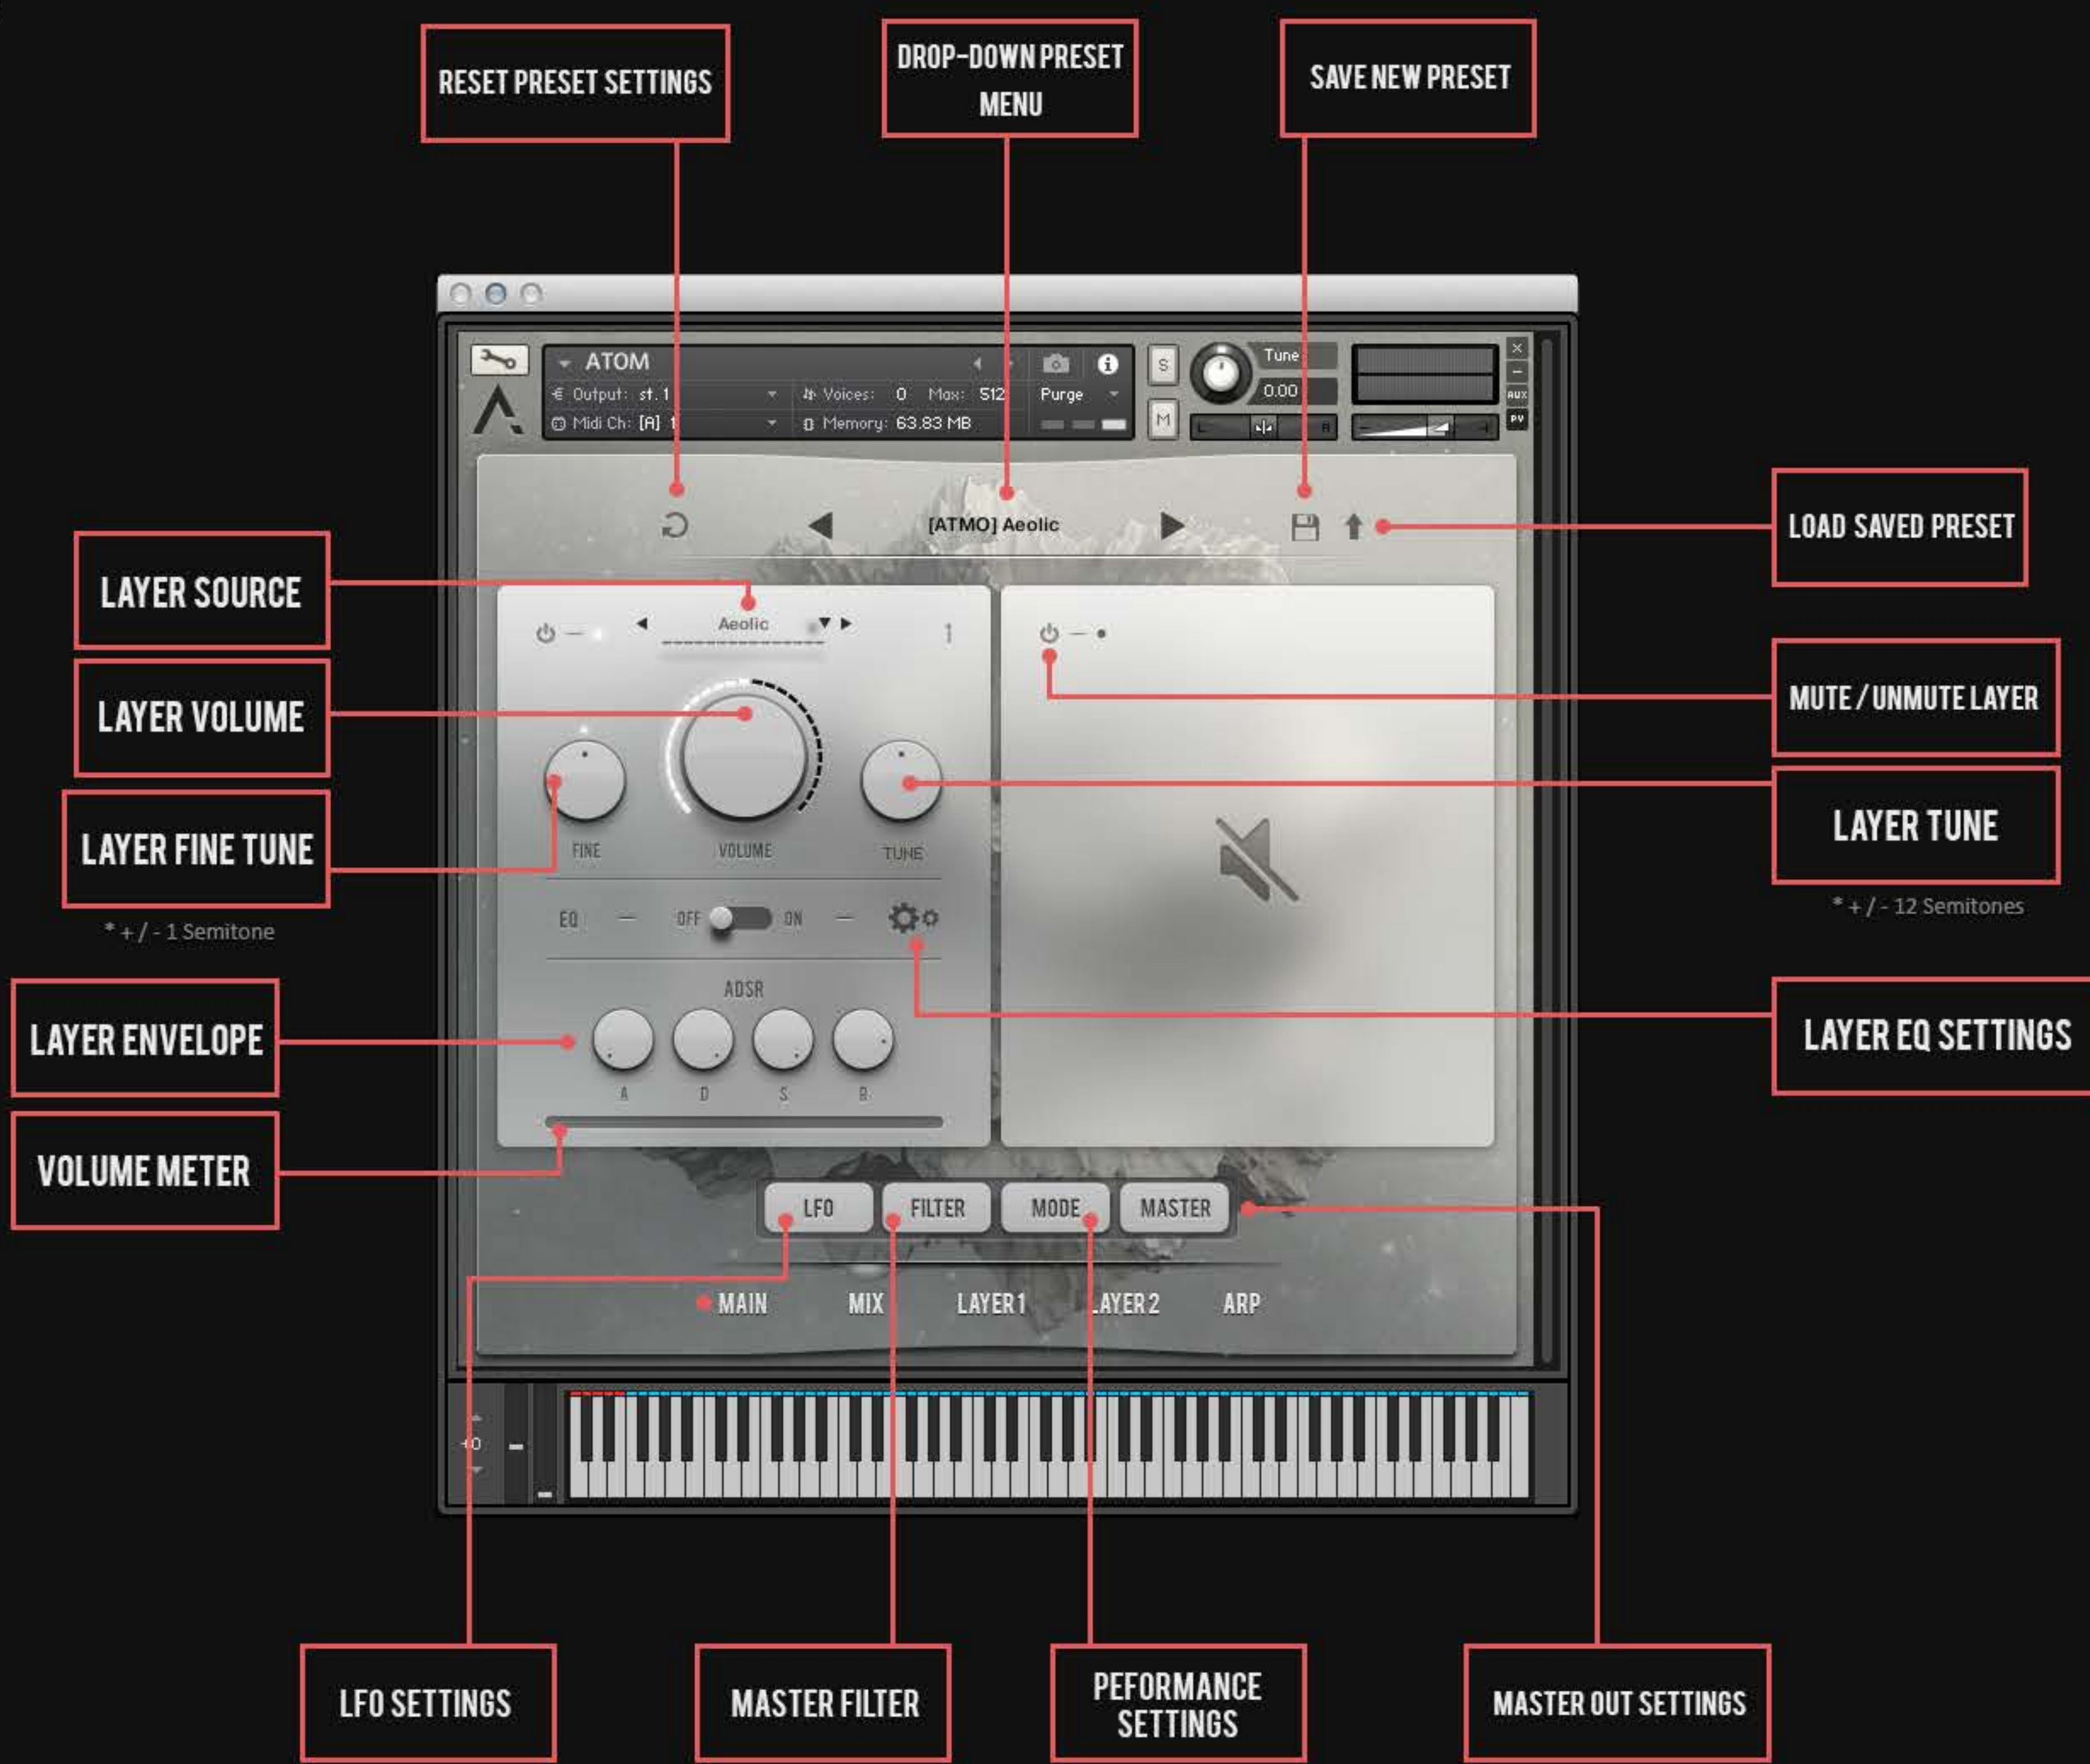 RESET PRESET SETTINGS
DROP-DOWN PRESET
MENU
SAVE NEW PRESET
ATOM
Output: st. 1
Voices: 0 Max: 512
Purge
Midi Ch: [A] 1
Memory: 63.83 MB
S
M
Tune
0.00
L
R
X
AUX
PV
[ATMO] Aeolic
LOAD SAVED PRESET
LAYER SOURCE
Aeolic
1
MUTE / UNMUTE LAYER
LAYER VOLUME
LAYER TUNE
* + / - 12 Semitones
LAYER FINE TUNE
* + / - 1 Semitone
FINE
VOLUME
TUNE
EQ — OFF ON —
LAYER EQ SETTINGS
ADSR
LAYER ENVELOPE
A D S R
VOLUME METER
LFO
FILTER
MODE
MASTER
MAIN
MIX
LAYER 1
LAYER 2
ARP
+0
LFO SETTINGS
MASTER FILTER
PEFORMANCE
SETTINGS
MASTER OUT SETTINGS